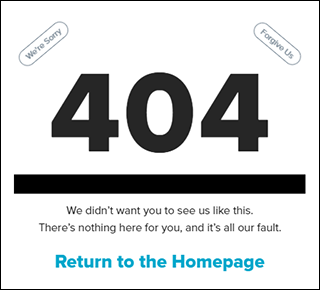 We're Sorry
Forgive Us
404
We didn't want you to see us like this.
There's nothing here for you, and it's all our fault.
Return to the Homepage